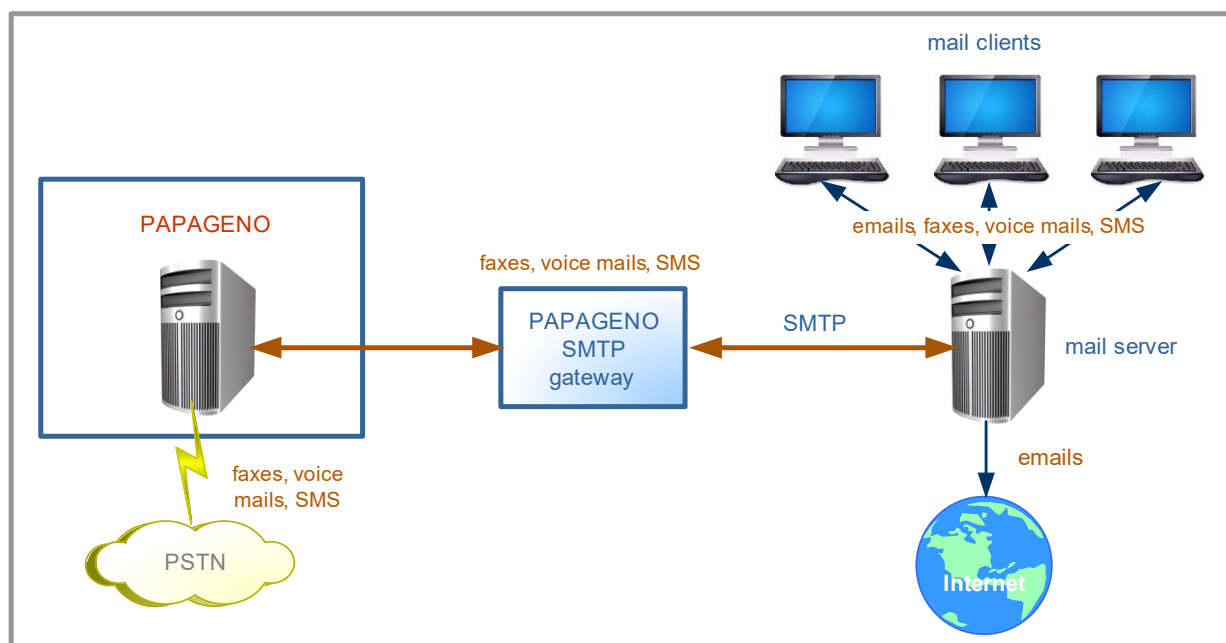 mail clients
emails, faxes, voice mails, SMS
PAPAGENO
faxes, voice mails, SMS
PAPAGENO
SMTP
gateway
SMTP
mail server
faxes, voice
mails, SMS
emails
PSTN
Internet